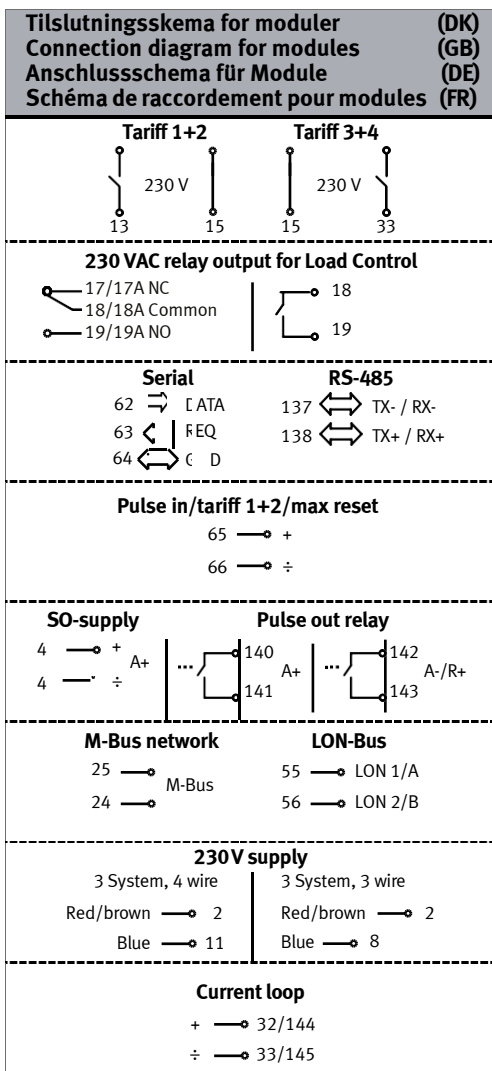 Tilslutningsskema for moduler (DK)
Connection diagram for modules (GB)
Anschlussschema für Module (DE)
Schéma de raccordement pour modules (FR)
Tariff 1+2 Tariff 3+4
230 V 230 V
13 15 15 33
230 VAC relay output for Load Control
17/17A NC 18
18/18A Common
19/19A NO 19
Serial RS-485
62 ATA 137 TX- / RX-
63 EQ 138 TX+ / RX+
64 D
Pulse in/tariff 1+2/max reset
65 +
66 ÷
SO-supply Pulse out relay
4 + A+ 140 A+ 142 A-/R+
4 ÷ 141 143
M-Bus network LON-Bus
25 M-Bus 55 LON 1/A
24 56 LON 2/B
230 V supply
3 System, 4 wire 3 System, 3 wire
Red/brown 2 Red/brown 2
Blue 11 Blue 8
Current loop
+ 32/144
÷ 33/145